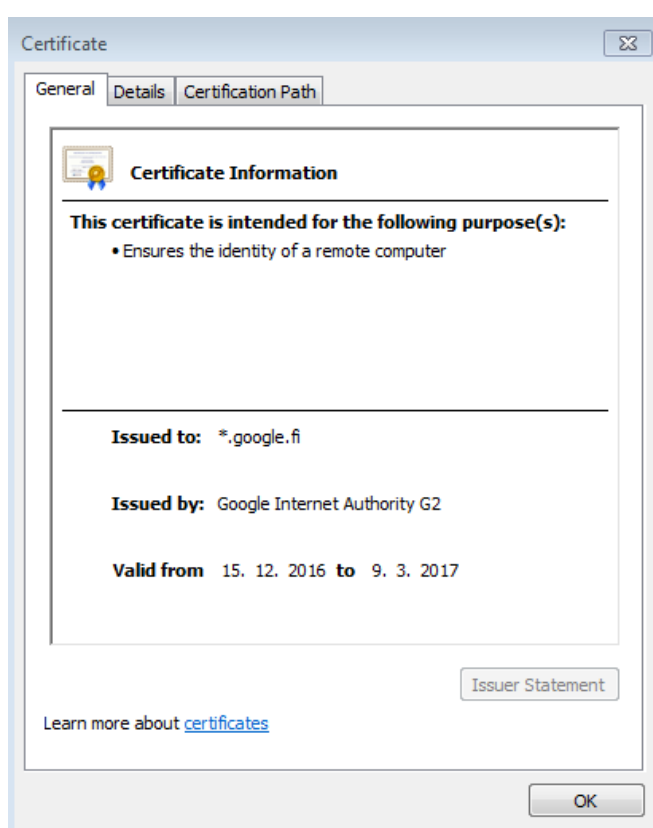 Certificate
General Details Certification Path
Certificate Information
This certificate is intended for the following purpose(s):
• Ensures the identity of a remote computer
Issued to: *.google.fi
Issued by: Google Internet Authority G2
Valid from 15. 12. 2016 to 9. 3. 2017
Issuer Statement
Learn more about certificates
OK